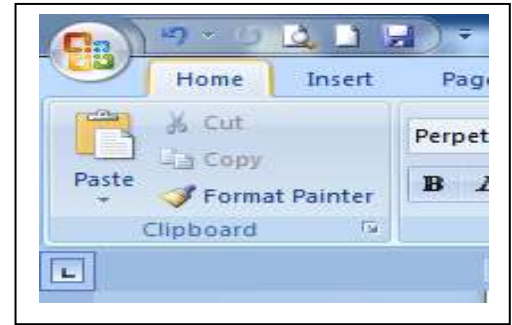 Home Insert Pag
Cut
Perpet
Copy
Paste
B
Format Painter
Clipboard